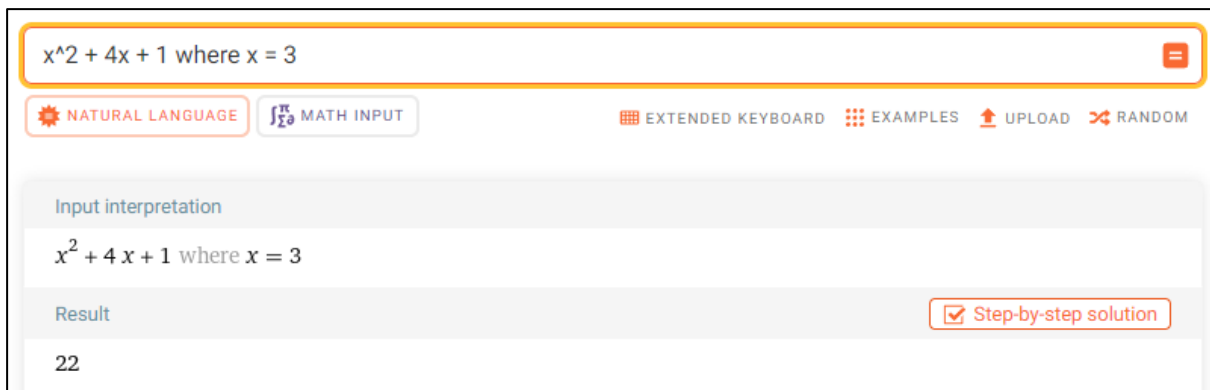 x^2 + 4x + 1 where x = 3
NATURAL LANGUAGE ∫Σπ∂ MATH INPUT EXTENDED KEYBOARD EXAMPLES UPLOAD RANDOM
Input interpretation
x² + 4 x + 1 where x = 3
Result Step-by-step solution
22